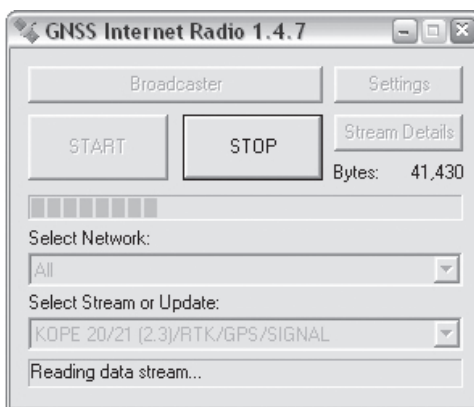 GNSS Internet Radio 1.4.7
Broadcaster
Settings
START
STOP
Stream Details
Bytes: 41,430
Select Network:
All
Select Stream or Update:
KOPE 20/21 (2.3)/RTK/GPS/SIGNAL
Reading data stream...